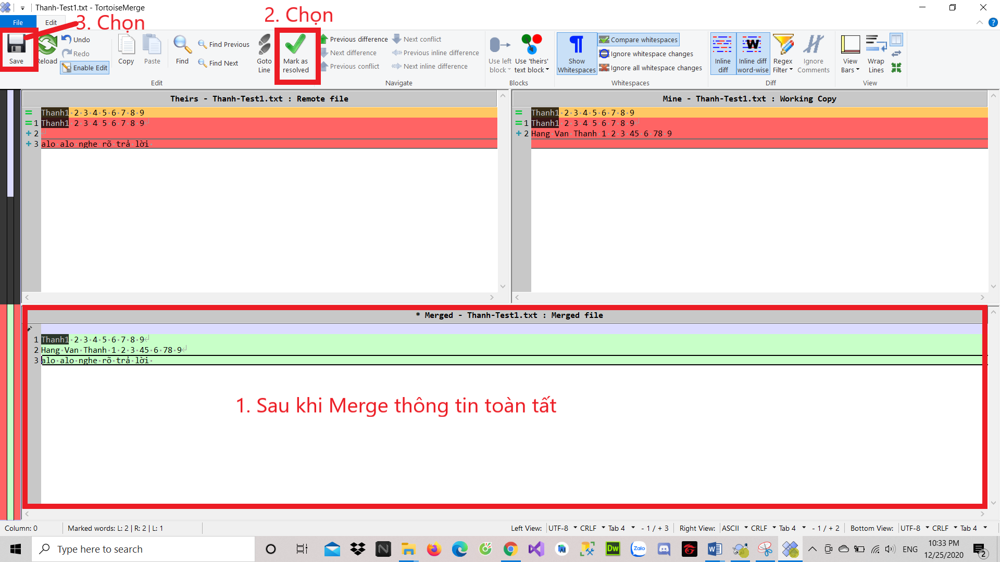 Thanh-Test1.txt - TortoiseMerge
File
Edit
3. Chọn
2. Chọn
Save
Reload
Undo
Redo
Enable Edit
Copy
Paste
Find
Find Previous
Find Next
Goto Line
Mark as resolved
Previous difference
Next difference
Previous conflict
Next conflict
Previous inline difference
Next inline difference
Use left block
Use 'theirs' text block
Show Whitespaces
Compare whitespaces
Ignore whitespace changes
Ignore all whitespace changes
Inline diff
Inline diff word-wise
Regex Filter
Ignore Comments
View Bars
Wrap Lines
Edit
Navigate
Blocks
Whitespaces
Diff
View
Theirs - Thanh-Test1.txt : Remote file
Thanh1 2 3 4 5 6 7 8 9
1 Thanh1 2 3 4 5 6 7 8 9
2
3 alo alo nghe rõ trả lời
Mine - Thanh-Test1.txt : Working Copy
Thanh1 2 3 4 5 6 7 8 9
1 Thanh1 2 3 4 5 6 7 8 9
2 Hang Van Thanh 1 2 3 45 6 78 9
* Merged - Thanh-Test1.txt : Merged file
1 Thanh1 2 3 4 5 6 7 8 9
2 Hang Van Thanh 1 2 3 45 6 78 9
3 alo alo nghe rõ trả lời
1. Sau khi Merge thông tin toàn tất
Column: 0
Marked words: L: 2 | R: 2 | L: 1
Left View: UTF-8 CRLF Tab 4 - 1 / + 3
Right View: ASCII CRLF Tab 4 - 1 / + 2
Bottom View: UTF-8 CRLF Tab 4
Type here to search
Dw
Zalo
ENG
10:33 PM
12/25/2020
2